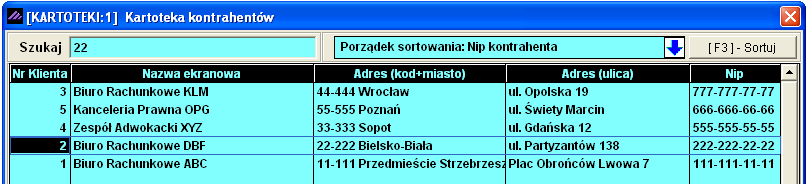 [KARTOTEKI:1] Kartoteka kontrahentów
Szukaj 22 Porządek sortowania: Nip kontrahenta [ F3 ] - Sortuj
Nr Klienta Nazwa ekranowa Adres (kod+miasto) Adres (ulica) Nip
3 Biuro Rachunkowe KLM 44-444 Wrocław ul. Opolska 19 777-777-77-77
5 Kancelaria Prawna OPG 55-555 Poznań ul. Święty Marcin 666-666-66-66
4 Zespół Adwokacki XYZ 33-333 Sopot ul. Gdańska 12 555-555-55-55
2 Biuro Rachunkowe DBF 22-222 Bielsko-Biała ul. Partyzantów 138 222-222-22-22
1 Biuro Rachunkowe ABC 11-111 Przedmieście Strzebrzesz Plac Obrońców Lwowa 7 111-111-11-11